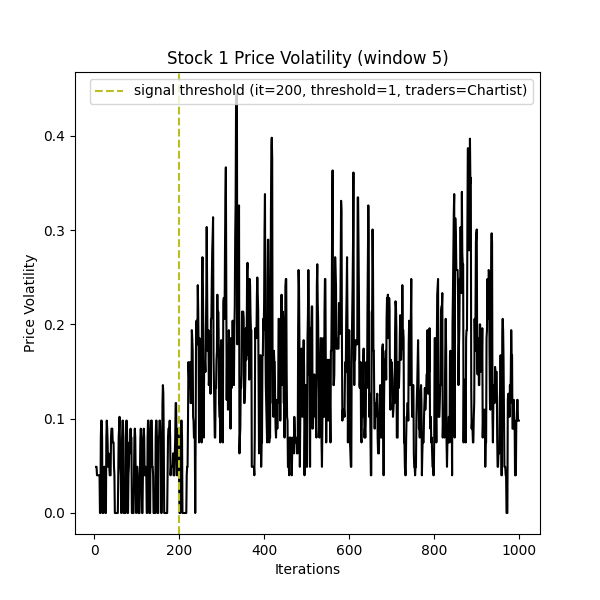 Stock 1 Price Volatility (window 5)
signal threshold (it=200, threshold=1, traders=Chartist)
0.4
0.3
0.2
0.1
0.0
Price Volatility
0 200 400 600 800 1000
Iterations